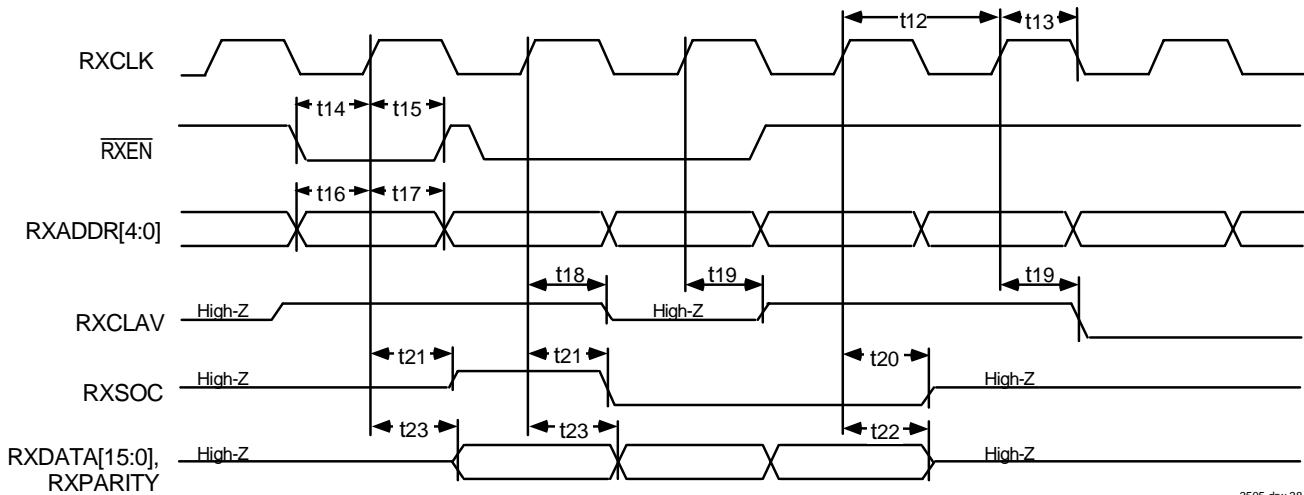 t12
t13
RXCLK
t14
t15
RXEN
t16
t17
RXADDR[4:0]
t18
t19
t19
High-Z
High-Z
RXCLAV
t21
t21
t20
High-Z
High-Z
RXSOC
t23
t23
t22
High-Z
High-Z
RXDATA[15:0],
RXPARITY